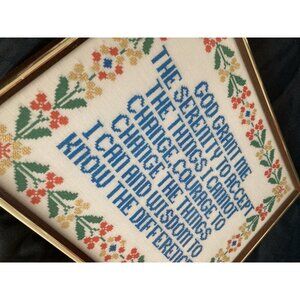 GOD GRANT ME
THE SERENITY TO ACCEPT
THE THINGS I CANNOT
CHANGE, COURAGE TO
CHANGE THE THINGS
I CAN AND WISDOM TO
KNOW THE DIFFERENCE